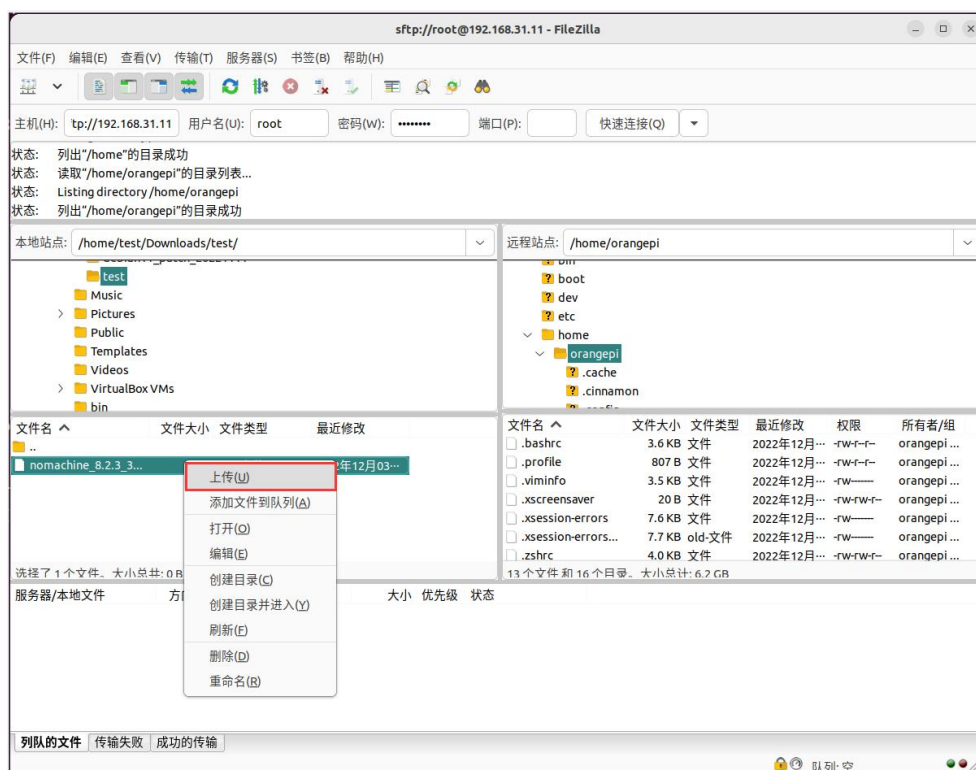 sftp://root@192.168.31.11 - FileZilla
文件(F) 编辑(E) 查看(V) 传输(T) 服务器(S) 书签(B) 帮助(H)
主机(H): tp://192.168.31.11 用户名(U): root 密码(W): •••••••• 端口(P): 快速连接(Q)
状态: 列出"/home"的目录成功
状态: 读取"/home/orangepi"的目录列表...
状态: Listing directory /home/orangepi
状态: 列出"/home/orangepi"的目录成功
本地站点: /home/test/Downloads/test/
test
Music
Pictures
Public
Templates
Videos
VirtualBox VMs
bin
远程站点: /home/orangepi
bin
boot
dev
etc
home
orangepi
.cache
.cinnamon
文件名 文件大小 文件类型 最近修改
..
nomachine_8.2.3_3... 年12月03···
选择了 1 个文件。大小总共: 0 B
上传(U)
添加文件到队列(A)
打开(O)
编辑(E)
创建目录(C)
创建目录并进入(Y)
刷新(F)
删除(D)
重命名(R)
文件名 文件大小 文件类型 最近修改 权限 所有者/组
.bashrc 3.6 KB 文件 2022年12月··· -rw-r--r-- orangepi ...
.profile 807 B 文件 2022年12月··· -rw-r--r-- orangepi ...
.viminfo 3.5 KB 文件 2022年12月··· -rw------- orangepi ...
.xscreensaver 20 B 文件 2022年12月··· -rw-rw-r-- orangepi ...
.xsession-errors 7.6 KB 文件 2022年12月··· -rw------- orangepi ...
.xsession-errors... 7.7 KB old-文件 2022年12月··· -rw------- orangepi ...
.zshrc 4.0 KB 文件 2022年12月··· -rw-rw-r-- orangepi ...
13 个文件 和 16 个目录。大小总计: 6.2 GB
服务器/本地文件 方 大小 优先级 状态
列队的文件 传输失败 成功的传输
队列: 空